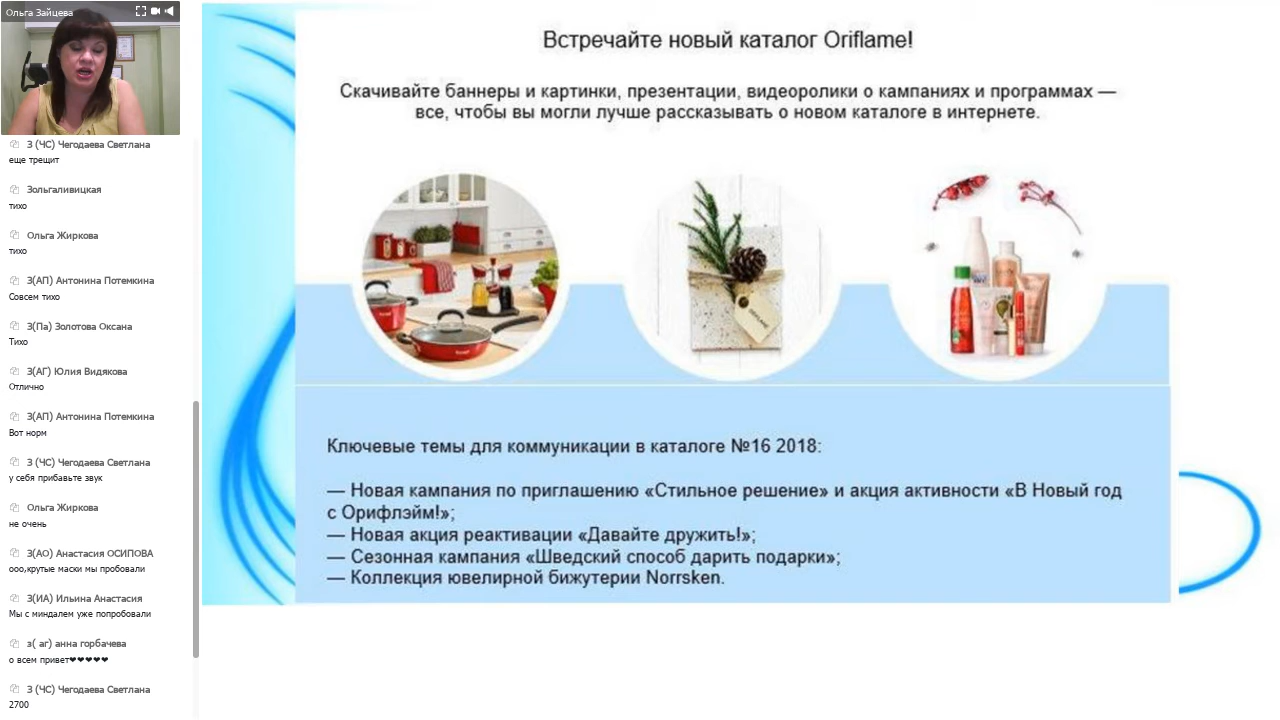 Ольга Зайцева
З (ЧС) Чегодаева Светлана
еще трещит
Зольгаливицкая
тихо
Ольга Жиркова
тихо
З(АП) Антонина Потемкина
Совсем тихо
З(Па) Золотова Оксана
Тихо
З(АГ) Юлия Видякова
Отлично
З(АП) Антонина Потемкина
Вот норм
З (ЧС) Чегодаева Светлана
у себя прибавьте звук
Ольга Жиркова
не очень
З(АО) Анастасия ОСИПОВА
ооо,крутые маски мы пробовали
З(ИА) Ильина Анастасия
Мы с миндалем уже попробовали
з( аг) анна горбачева
о всем привет❤❤❤❤❤
З (ЧС) Чегодаева Светлана
2700
Встречайте новый каталог Oriflame!
Скачивайте баннеры и картинки, презентации, видеоролики о кампаниях и программах —
все, чтобы вы могли лучше рассказывать о новом каталоге в интернете.
Ключевые темы для коммуникации в каталоге №16 2018:
— Новая кампания по приглашению «Стильное решение» и акция активности «В Новый год
с Орифлэйм!»;
— Новая акция реактивации «Давайте дружить!»;
— Сезонная кампания «Шведский способ дарить подарки»;
— Коллекция ювелирной бижутерии Norrsken.